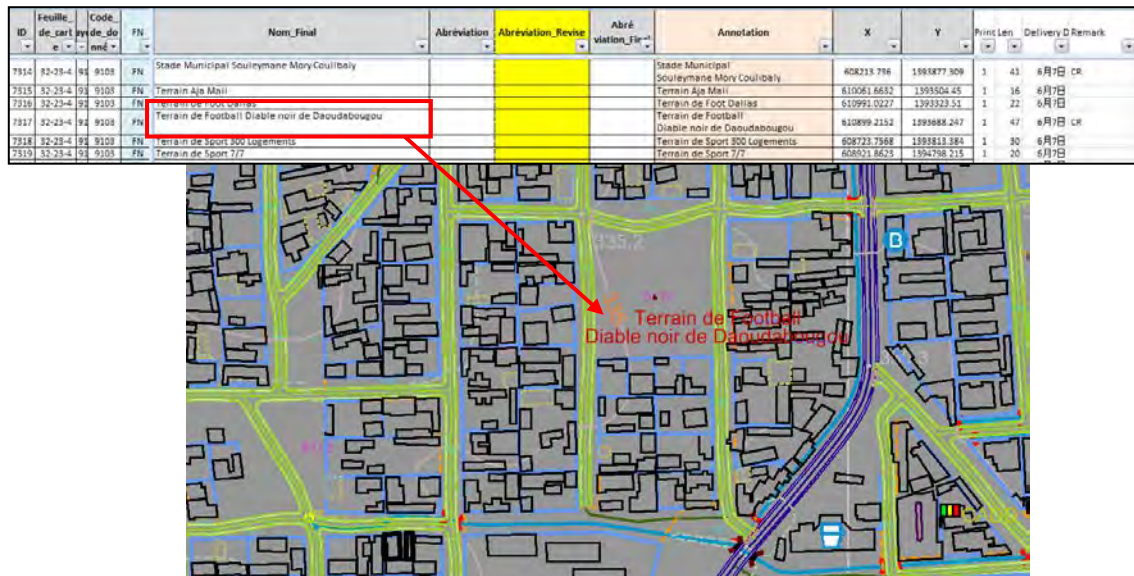 ID Feuille_de_carte Code_de_donné FN Nom_Final Abréviation Abréviation_Revise Abréviation_Final Annotation X Y Print Len Delivery D Remark
7314 32-23-4 91 9103 FN Stade Municipal Souleymane Mory Coulibaly Stade Municipal Souleymane Mory Coulibaly 608213.736 1393877.309 1 41 6月7日 CR
7315 32-23-4 91 9103 FN Terrain Aja Mali Terrain Aja Mali 610061.6632 1393504.45 1 16 6月7日
7316 32-23-4 91 9103 FN Terrain de Foot Dallas Terrain de Foot Dallas 610991.0227 1393323.51 1 22 6月7日
7317 32-23-4 91 9103 FN Terrain de Football Diable noir de Daoudabougou Terrain de Football Diable noir de Daoudabougou 610899.2152 1393688.247 1 47 6月7日 CR
7318 32-23-4 91 9103 FN Terrain de Sport 300 Logements Terrain de Sport 300 Logements 608723.7568 1393813.384 1 30 6月7日
7319 32-23-4 91 9103 FN Terrain de Sport 7/7 Terrain de Sport 7/7 608921.8623 1394798.215 1 20 6月7日
335.2
B
Terrain de Football
Diable noir de Daoudabougou